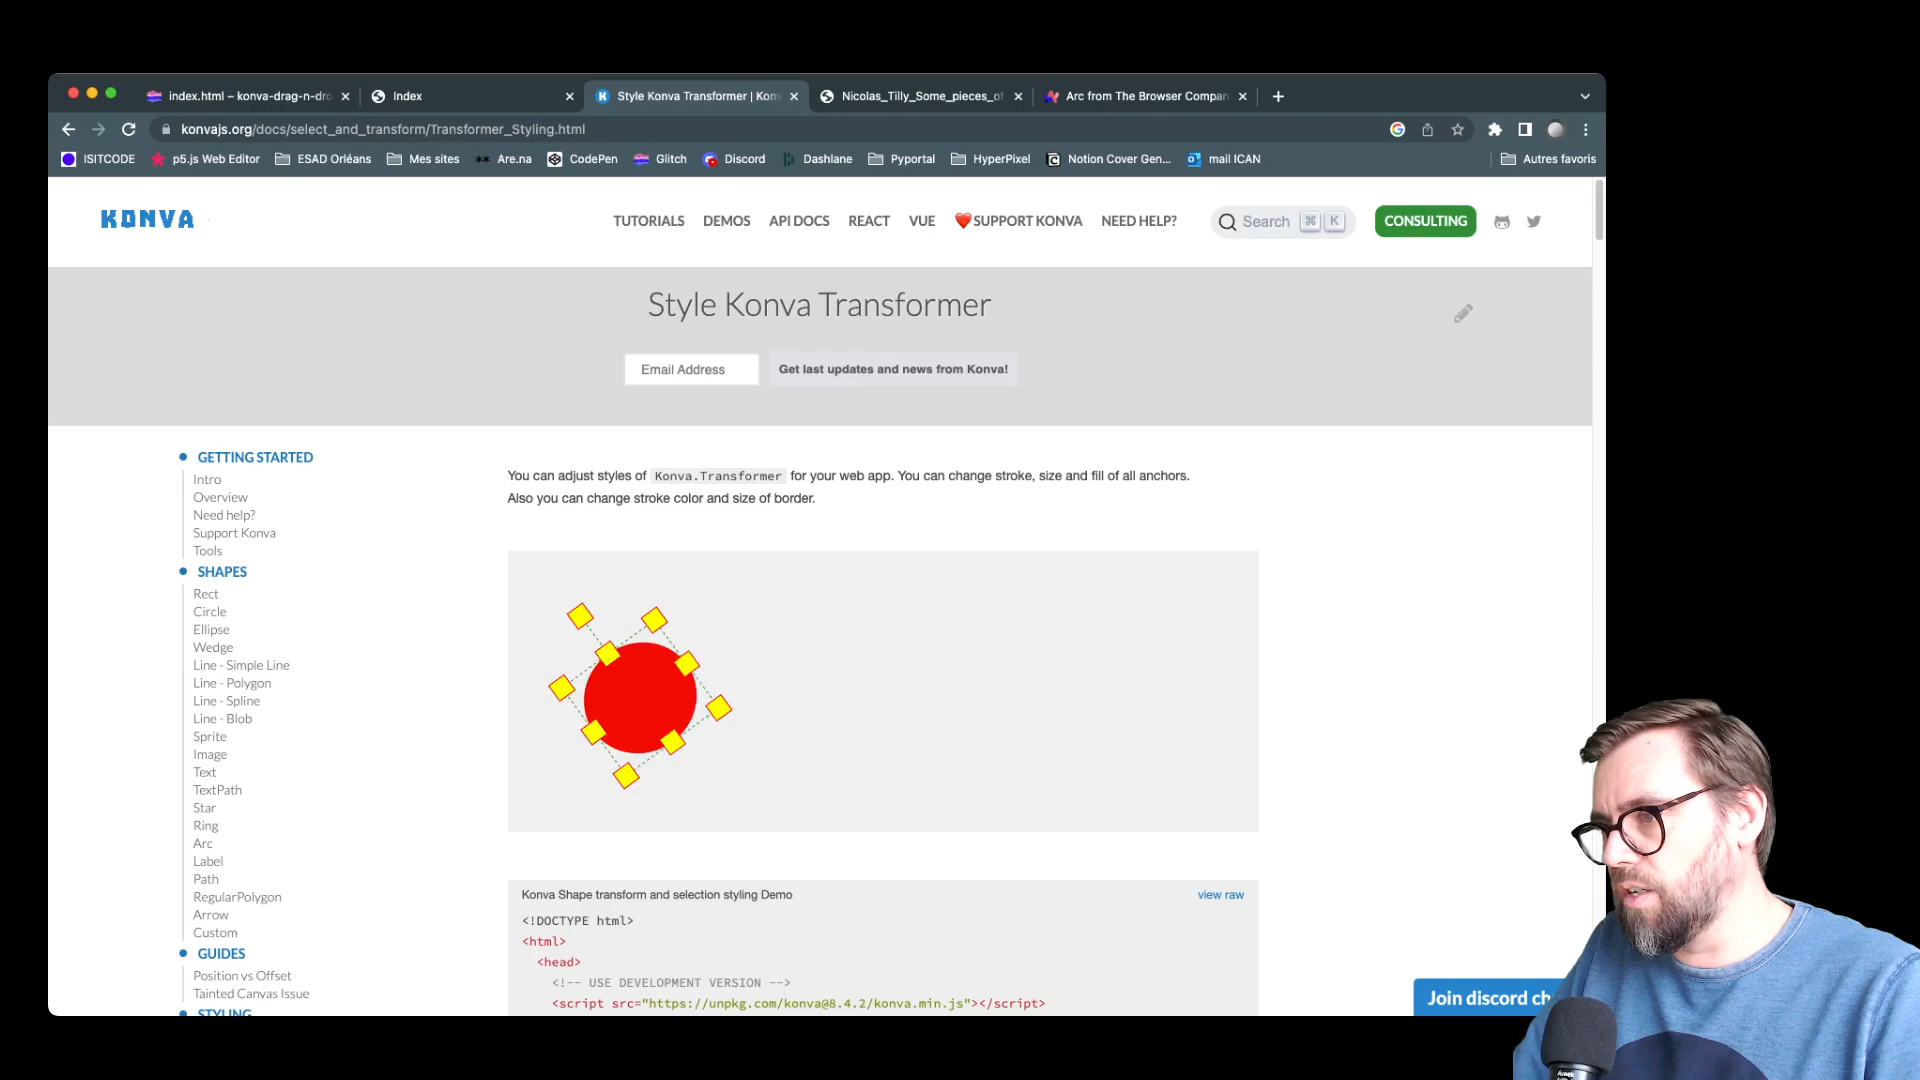 index.html – konva-drag-n-dro
Index
Style Konva Transformer | Konv
Nicolas_Tilly_Some_pieces_of
Arc from The Browser Compan
konvajs.org/docs/select_and_transform/Transformer_Styling.html
ISITCODE
p5.js Web Editor
ESAD Orléans
Mes sites
Are.na
CodePen
Glitch
Discord
Dashlane
Pyportal
HyperPixel
Notion Cover Gen...
mail ICAN
Autres favoris
KONVA
TUTORIALS
DEMOS
API DOCS
REACT
VUE
SUPPORT KONVA
NEED HELP?
Search ⌘ K
CONSULTING
Style Konva Transformer
Email Address
Get last updates and news from Konva!
GETTING STARTED
Intro
Overview
Need help?
Support Konva
Tools
SHAPES
Rect
Circle
Ellipse
Wedge
Line - Simple Line
Line - Polygon
Line - Spline
Line - Blob
Sprite
Image
Text
TextPath
Star
Ring
Arc
Label
Path
RegularPolygon
Arrow
Custom
GUIDES
Position vs Offset
Tainted Canvas Issue
STYLING
You can adjust styles of Konva.Transformer for your web app. You can change stroke, size and fill of all anchors.
Also you can change stroke color and size of border.
Konva Shape transform and selection styling Demo
view raw
<!DOCTYPE html>
<html>
<head>
<!-- USE DEVELOPMENT VERSION -->
<script src="https://unpkg.com/konva@8.4.2/konva.min.js"></script>
Join discord ch